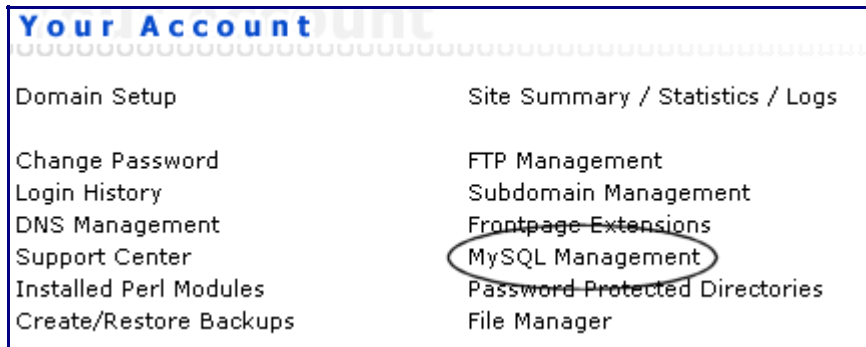 Your Account
Domain Setup
Site Summary / Statistics / Logs
Change Password
FTP Management
Login History
Subdomain Management
DNS Management
Frontpage Extensions
Support Center
MySQL Management
Installed Perl Modules
Password Protected Directories
Create/Restore Backups
File Manager